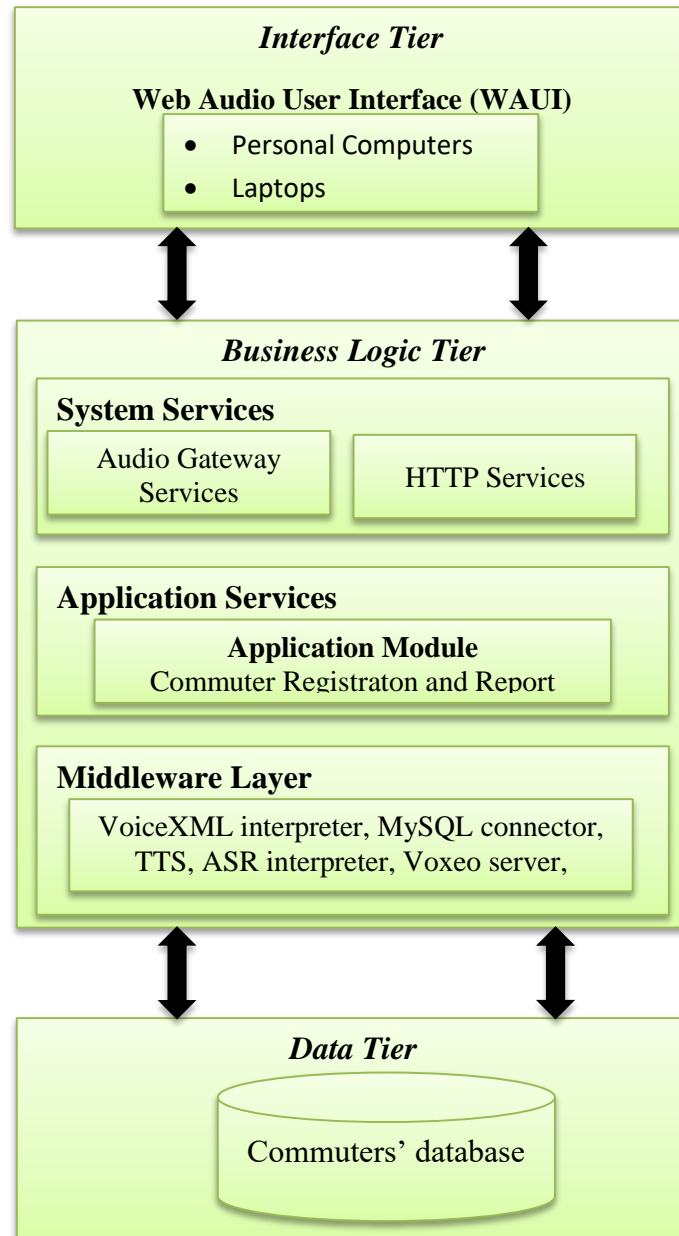 Interface Tier
Web Audio User Interface (WAUI)
• Personal Computers
• Laptops
Business Logic Tier
System Services
Audio Gateway
Services
HTTP Services
Application Services
Application Module
Commuter Registraton and Report
Middleware Layer
VoiceXML interpreter, MySQL connector,
TTS, ASR interpreter, Voxeo server,
Data Tier
Commuters’ database